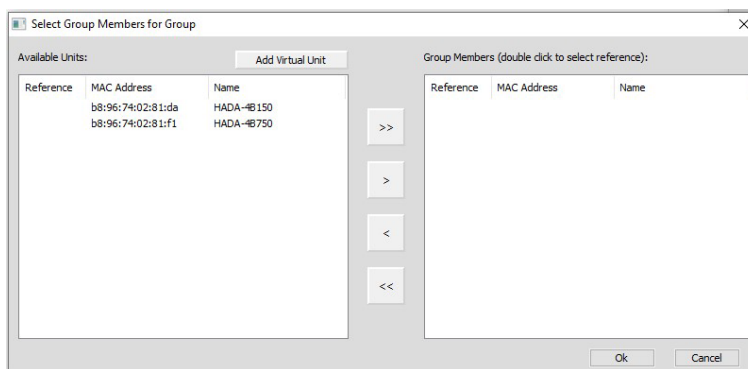 Select Group Members for Group
Available Units:
Add Virtual Unit
Reference MAC Address Name
b8:96:74:02:81:da HADA-4B150
b8:96:74:02:81:f1 HADA-4B750
>>
>
<
<<
Group Members (double click to select reference):
Reference MAC Address Name
Ok Cancel